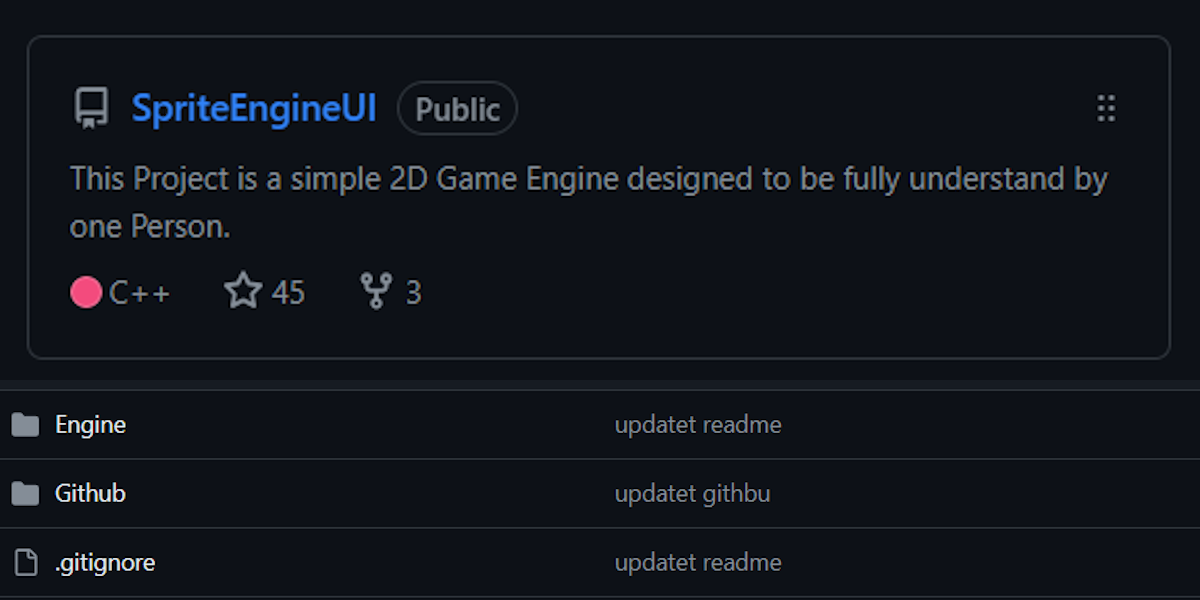 SpriteEngineUI Public
This Project is a simple 2D Game Engine designed to be fully understand by
one Person.
C++ 45 3
Engine updatet readme
Github updatet githbu
.gitignore updatet readme